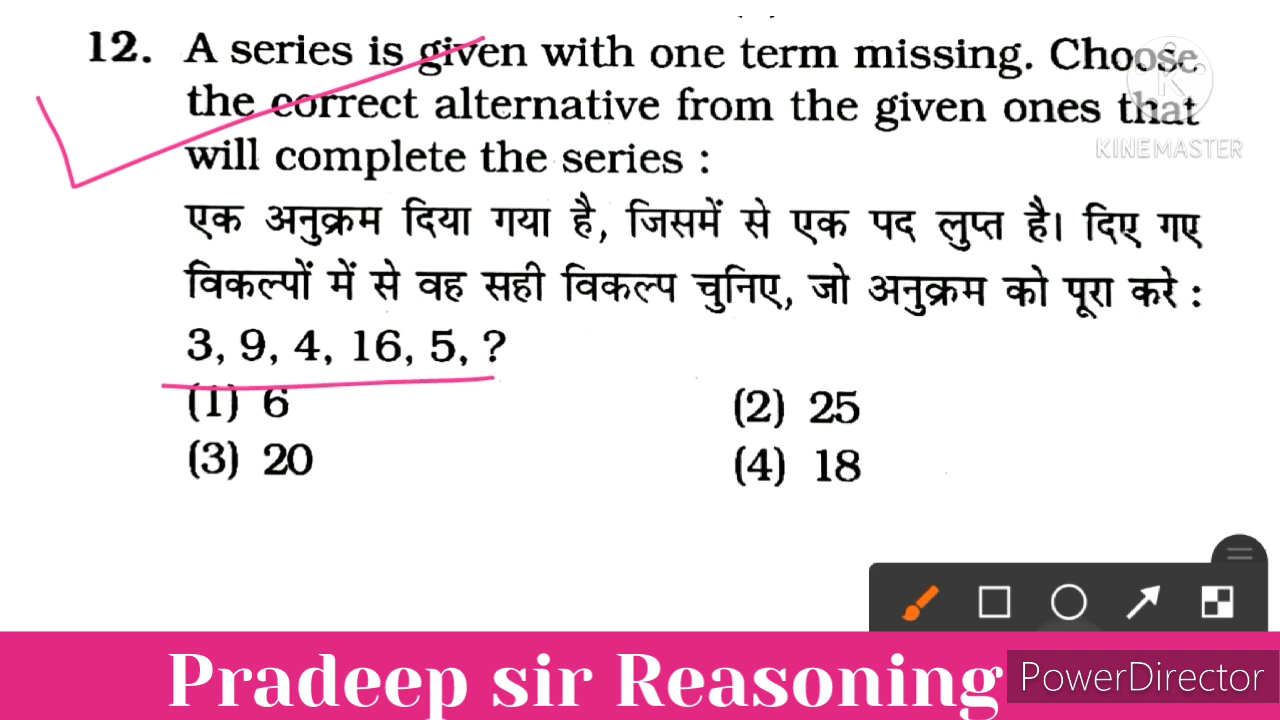 12. A series is given with one term missing. Choose
the correct alternative from the given ones that
will complete the series :
एक अनुक्रम दिया गया है, जिसमें से एक पद लुप्त है। दिए गए
विकल्पों में से वह सही विकल्प चुनिए, जो अनुक्रम को पूरा करे :
3, 9, 4, 16, 5, ?
(1) 6 (2) 25
(3) 20 (4) 18
K
KINEMASTER
Pradeep sir Reasoning
PowerDirector